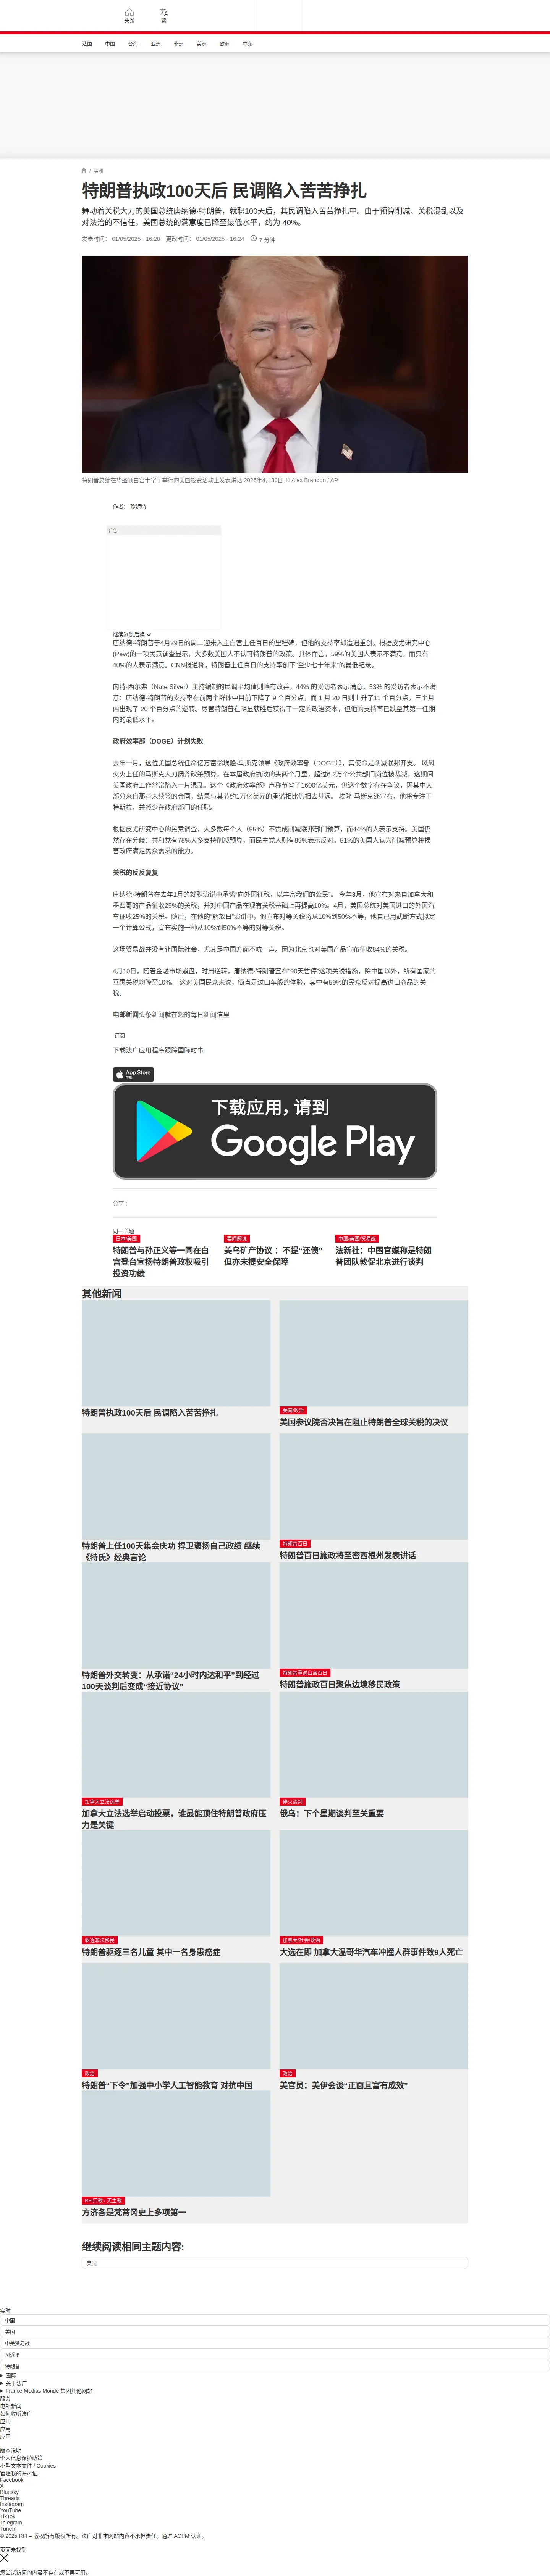 头条
繁
法国 中国 台海 亚洲 非洲 美洲 欧洲 中东
/ 美洲
特朗普执政100天后 民调陷入苦苦挣扎
舞动着关税大刀的美国总统唐纳德·特朗普，就职100天后，其民调陷入苦苦挣扎中。由于预算削减、关税混乱以及
对法治的不信任，美国总统的满意度已降至最低水平，约为 40%。
发表时间： 01/05/2025 - 16:20 更改时间： 01/05/2025 - 16:24 7 分钟
特朗普总统在华盛顿白宫十字厅举行的美国投资活动上发表讲话 2025年4月30日 © Alex Brandon / AP
作者： 珍妮特
广告
继续浏览后续
唐纳德·特朗普于4月29日的周二迎来入主白宫上任百日的里程碑，但他的支持率却遭遇重创。根据皮尤研究中心
(Pew)的一项民意调查显示，大多数美国人不认可特朗普的政策。具体而言，59%的美国人表示不满意，而只有
40%的人表示满意。CNN报道称，特朗普上任百日的支持率创下“至少七十年来”的最低纪录。
内特·西尔弗（Nate Silver）主持编制的民调平均值则略有改善，44% 的受访者表示满意，53% 的受访者表示不满
意：唐纳德·特朗普的支持率在前两个群体中目前下降了 9 个百分点，而 1 月 20 日则上升了11 个百分点，三个月
内出现了 20 个百分点的逆转。尽管特朗普在明显获胜后获得了一定的政治资本，但他的支持率已跌至其第一任期
内的最低水平。
政府效率部（DOGE）计划失败
去年一月，这位美国总统任命亿万富翁埃隆·马斯克领导《政府效率部（DOGE）》，其使命是削减联邦开支。 风风
火火上任的马斯克大刀阔斧砍杀预算，在本届政府执政的头两个月里，超过6.2万个公共部门岗位被裁减，这期间
美国政府工作常常陷入一片混乱。这个《政府效率部》声称节省了1600亿美元，但这个数字存在争议，因其中大
部分来自那些未续签的合同，结果与其节约1万亿美元的承诺相比仍相去甚远。 埃隆·马斯克还宣布，他将专注于
特斯拉，并减少在政府部门的任职。
根据皮尤研究中心的民意调查，大多数每个人（55%）不赞成削减联邦部门预算，而44%的人表示支持。美国仍
然存在分歧：共和党有78%大多支持削减预算，而民主党人则有89%表示反对。51%的美国人认为削减预算将损
害政府满足民众需求的能力。
关税的反反复复
唐纳德·特朗普在去年1月的就职演说中承诺“向外国征税，以丰富我们的公民”。 今年3月，他宣布对来自加拿大和
墨西哥的产品征收25%的关税，并对中国产品在现有关税基础上再提高10%。4月，美国总统对美国进口的外国汽
车征收25%的关税。随后，在他的“解放日”演讲中，他宣布对等关税将从10%到50%不等，他自己用武断方式拟定
一个计算公式，宣布实施一种从10%到50%不等的对等关税。
这场贸易战并没有让国际社会，尤其是中国方面不吭一声。因为北京也对美国产品宣布征收84%的关税。
4月10日，随着金融市场崩盘，时局逆转，唐纳德·特朗普宣布“90天暂停”这项关税措施，除中国以外，所有国家的
互惠关税均降至10%。 这对美国民众来说，简直是过山车般的体验，其中有59%的民众反对提高进口商品的关
税。
电邮新闻头条新闻就在您的每日新闻信里
订阅
下载法广应用程序跟踪国际时事
App Store
下载
下载应用，请到
Google Play
分享 :
同一主题
日本/美国
特朗普与孙正义等一同在白
宫登台宣扬特朗普政权吸引
投资功绩
要闻解说
美乌矿产协议： 不提“还债”
但亦未提安全保障
中国/美国/贸易战
法新社：中国官媒称是特朗
普团队敦促北京进行谈判
其他新闻
特朗普执政100天后 民调陷入苦苦挣扎
美国/政治
美国参议院否决旨在阻止特朗普全球关税的决议
特朗普上任100天集会庆功 捍卫褒扬自己政绩 继续
《特氏》经典言论
特朗普百日
特朗普百日施政将至密西根州发表讲话
特朗普外交转变：从承诺“24小时内达和平”到经过
100天谈判后变成“接近协议”
特朗普重返白宫百日
特朗普施政百日聚焦边境移民政策
加拿大立法选举
加拿大立法选举启动投票，谁最能顶住特朗普政府压
力是关键
停火谈判
俄乌：下个星期谈判至关重要
驱逐非法移民
特朗普驱逐三名儿童 其中一名身患癌症
加拿大/社会/政治
大选在即 加拿大温哥华汽车冲撞人群事件致9人死亡
政治
特朗普“下令”加强中小学人工智能教育 对抗中国
政治
美官员：美伊会谈“正面且富有成效”
RFI宗教 / 天主教
方济各是梵蒂冈史上多项第一
继续阅读相同主题内容:
美国
实时
中国
美国
中美贸易战
习近平
特朗普
国际
关于法广
France Médias Monde 集团其他网站
服务
电邮新闻
如何收听法广
应用
应用
应用
版本说明
个人信息保护政策
小型文本文件 / Cookies
管理我的许可证
Facebook
X
Bluesky
Threads
Instagram
YouTube
TikTok
Telegram
TuneIn
© 2025 RFI – 版权所有版权所有。法广对非本网站内容不承担责任。通过 ACPM 认证。
页面未找到
您尝试访问的内容不存在或不再可用。